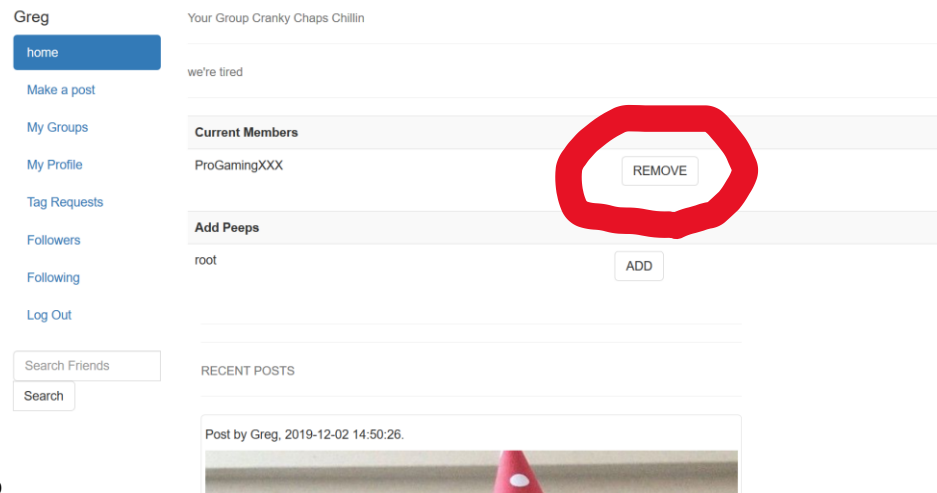 Greg
home
Make a post
My Groups
My Profile
Tag Requests
Followers
Following
Log Out
Search Friends
Search
Your Group Cranky Chaps Chillin
we're tired
Current Members
ProGamingXXX
REMOVE
Add Peeps
root
ADD
RECENT POSTS
Post by Greg, 2019-12-02 14:50:26.